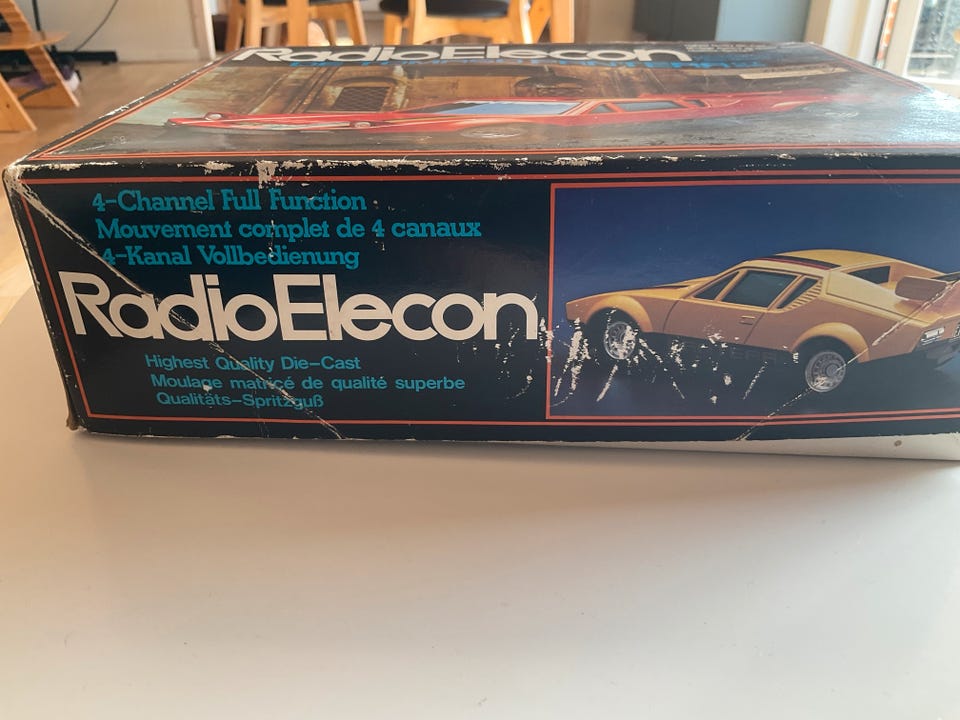 RadioElecon
4-Channel Full Function
Mouvement complet de 4 canaux
4-Kanal Vollbedienung
RadioElecon
Highest Quality Die-Cast
Moulage matricé de qualité superbe
Qualitäts-Spritzguß